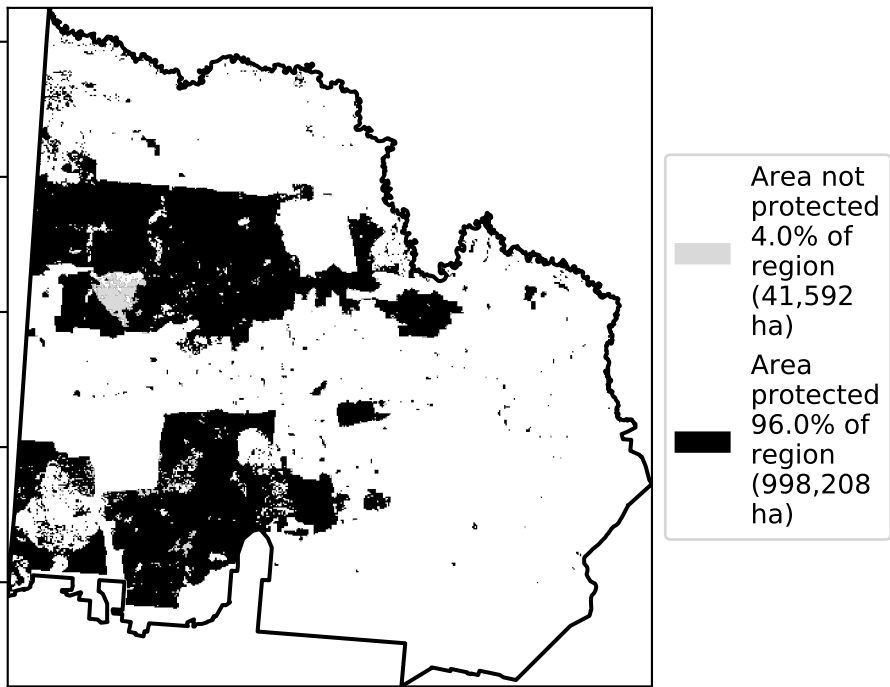 Area not
protected
4.0% of
region
(41,592
ha)
Area
protected
96.0% of
region
(998,208
ha)